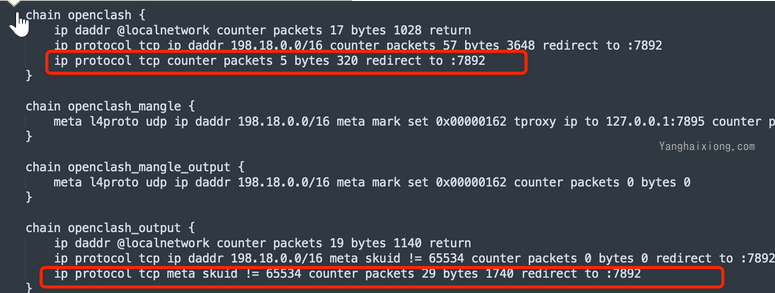 chain openclash {
ip daddr @localnetwork counter packets 17 bytes 1028 return
ip protocol tcp ip daddr 198.18.0.0/16 counter packets 57 bytes 3648 redirect to :7892
ip protocol tcp counter packets 5 bytes 320 redirect to :7892
}
chain openclash_mangle {
meta l4proto udp ip daddr 198.18.0.0/16 meta mark set 0x00000162 tproxy ip to 127.0.0.1:7895 counter p
Yanghaixiong.com
}
chain openclash_mangle_output {
meta l4proto udp ip daddr 198.18.0.0/16 meta mark set 0x00000162 counter packets 0 bytes 0
}
chain openclash_output {
ip daddr @localnetwork counter packets 19 bytes 1140 return
ip protocol tcp ip daddr 198.18.0.0/16 meta skuid != 65534 counter packets 0 bytes 0 redirect to :7892
ip protocol tcp meta skuid != 65534 counter packets 29 bytes 1740 redirect to :7892
}